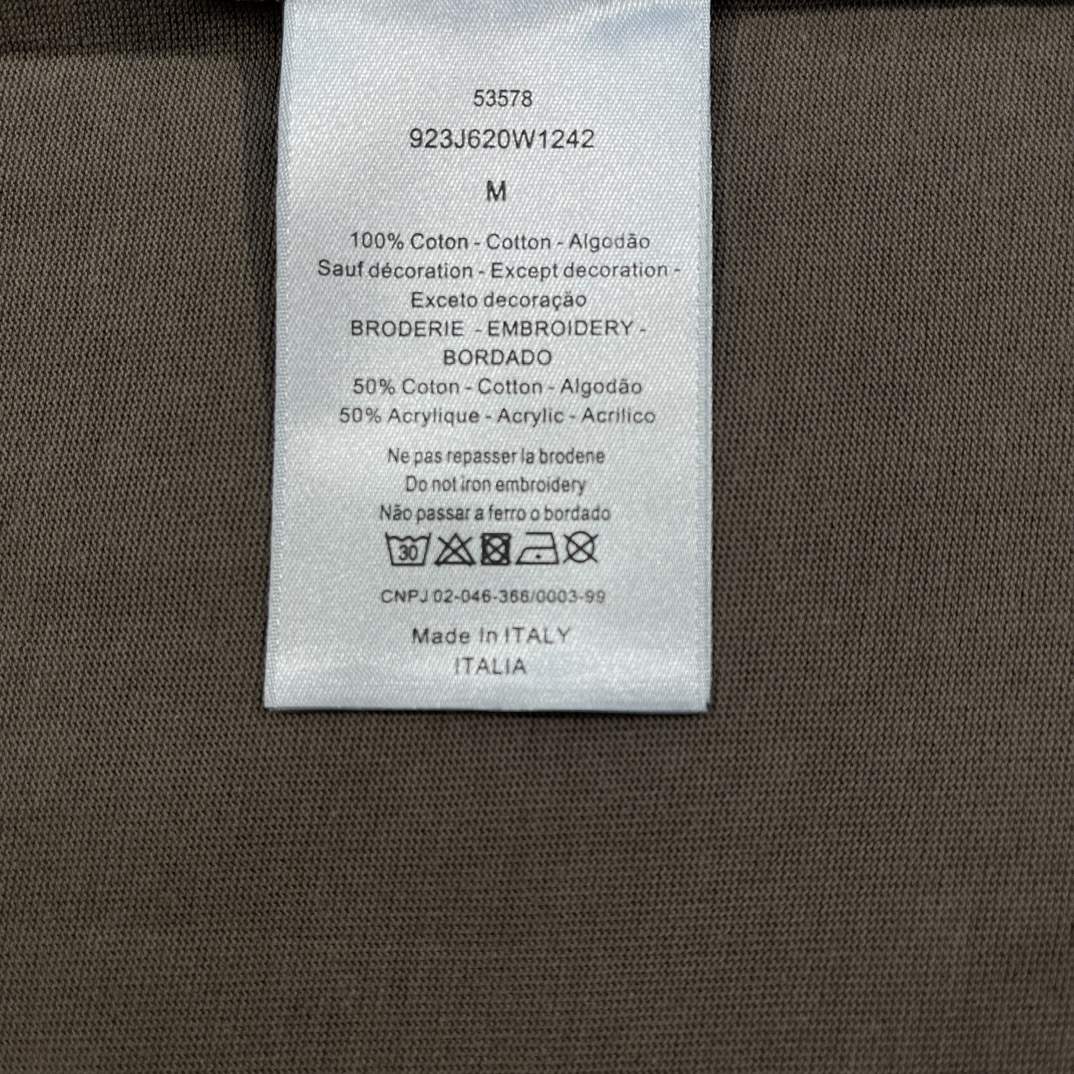 53578
923J620W1242
M
100% Coton - Cotton - Algodão
Sauf décoration - Except decoration -
Exceto decoração
BRODERIE - EMBROIDERY -
BORDADO
50% Coton - Cotton - Algodão
50% Acrylique - Acrylic - Acrilico
Ne pas repasser la brodene
Do not iron embroidery
Não passar a ferro o bordado
30
CNPJ 02-046-366/0003-99
Made In ITALY
ITALIA